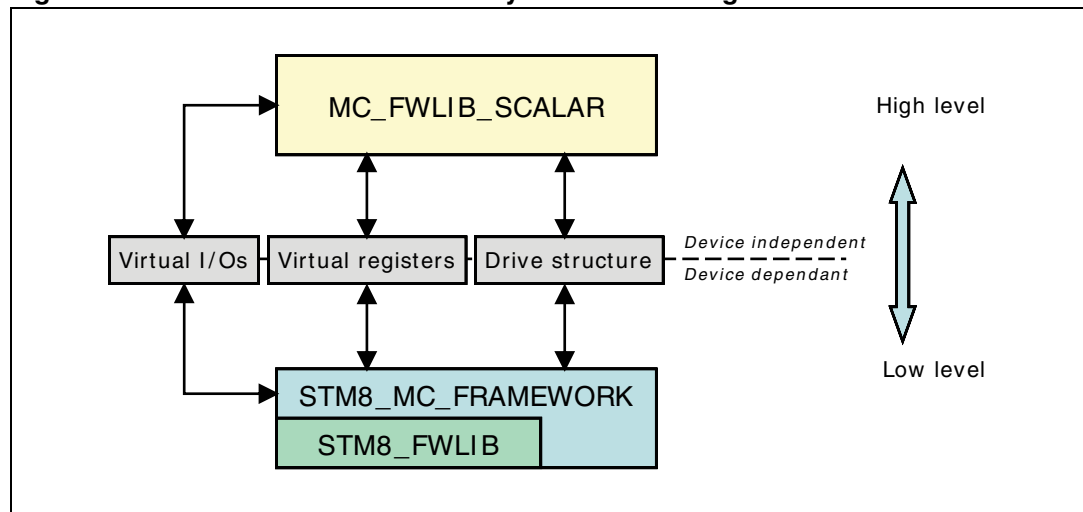 MC_FWLIB_SCALAR
High level
Virtual I/Os
Virtual registers
Drive structure
Device independent
Device dependant
Low level
STM8_MC_FRAMEWORK
STM8_FWLIB